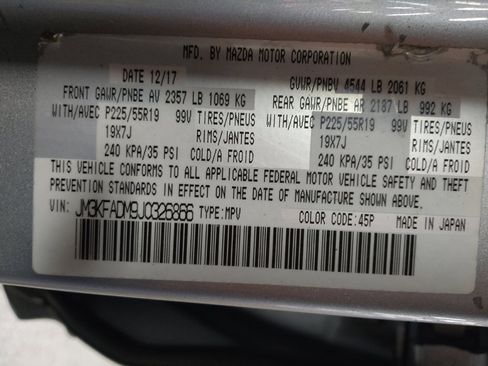 MFD. BY MAZDA MOTOR CORPORATION
DATE 12/17 GVWR/PNBV 4544 LB 2061 KG
FRONT GAWR/PNBE AV 2357 LB 1069 KG REAR GAWR/PNBE AR 2187 LB 992 KG
WITH/AVEC P225/55R19 99V TIRES/PNEUS WITH/AVEC P225/55R19 99V TIRES/PNEUS
19X7J RIMS/JANTES 19X7J RIMS/JANTES
240 KPA/35 PSI COLD/A FROID 240 KPA/35 PSI COLD/A FROID
THIS VEHICLE CONFORMS TO ALL APPLICABLE FEDERAL MOTOR VEHICLE SAFETY AND THEFT
PREVENTION STANDARDS IN EFFECT ON THE DATE OF MANUFACTURE SHOWN ABOVE.
VIN: JM3KFADM9J0326866 TYPE:MPV COLOR CODE:45P MADE IN JAPAN